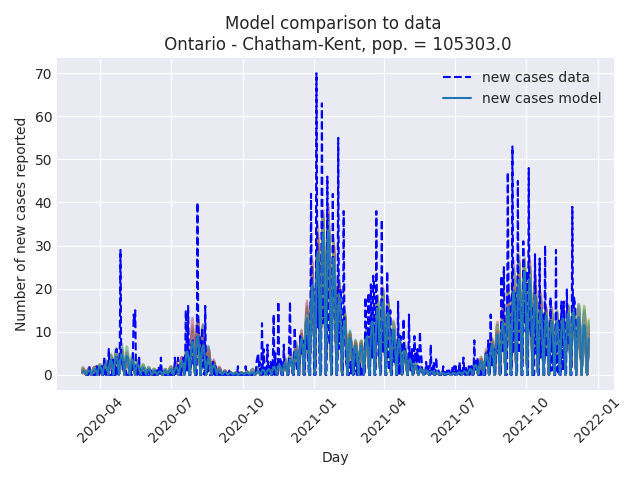 Model comparison to data
Ontario - Chatham-Kent, pop. = 105303.0
new cases data
new cases model
Number of new cases reported
70
60
50
40
30
20
10
0
2020-04
2020-07
2020-10
2021-01
2021-04
2021-07
2021-10
2022-01
Day